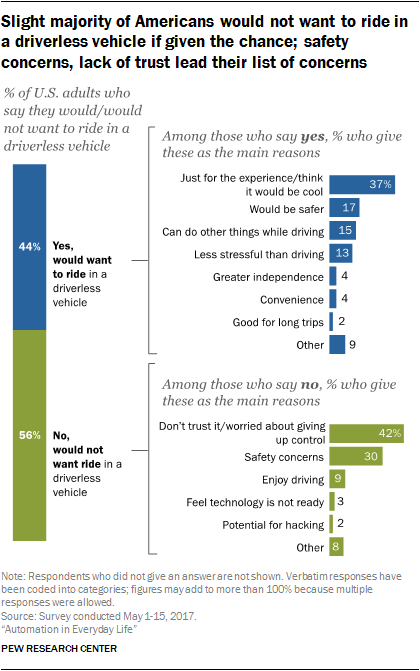 Slight majority of Americans would not want to ride in
a driverless vehicle if given the chance; safety
concerns, lack of trust lead their list of concerns
% of U.S. adults who
say they would/would
not want to ride in a
driverless vehicle
44%
Yes,
would want
to ride in a
driverless
vehicle
56%
No,
would not
want ride in a
driverless
vehicle
Among those who say yes, % who give
these as the main reasons
Just for the experience/think
it would be cool
37%
Would be safer
17
Can do other things while driving
15
Less stressful than driving
13
Greater independence
4
Convenience
4
Good for long trips
2
Other
9
Among those who say no, % who give
these as the main reasons
Don't trust it/worried about giving
up control
42%
Safety concerns
30
Enjoy driving
9
Feel technology is not ready
3
Potential for hacking
2
Other
8
Note: Respondents who did not give an answer are not shown. Verbatim responses have
been coded into categories; figures may add to more than 100% because multiple
responses were allowed.
Source: Survey conducted May 1-15, 2017.
"Automation in Everyday Life"
PEW RESEARCH CENTER